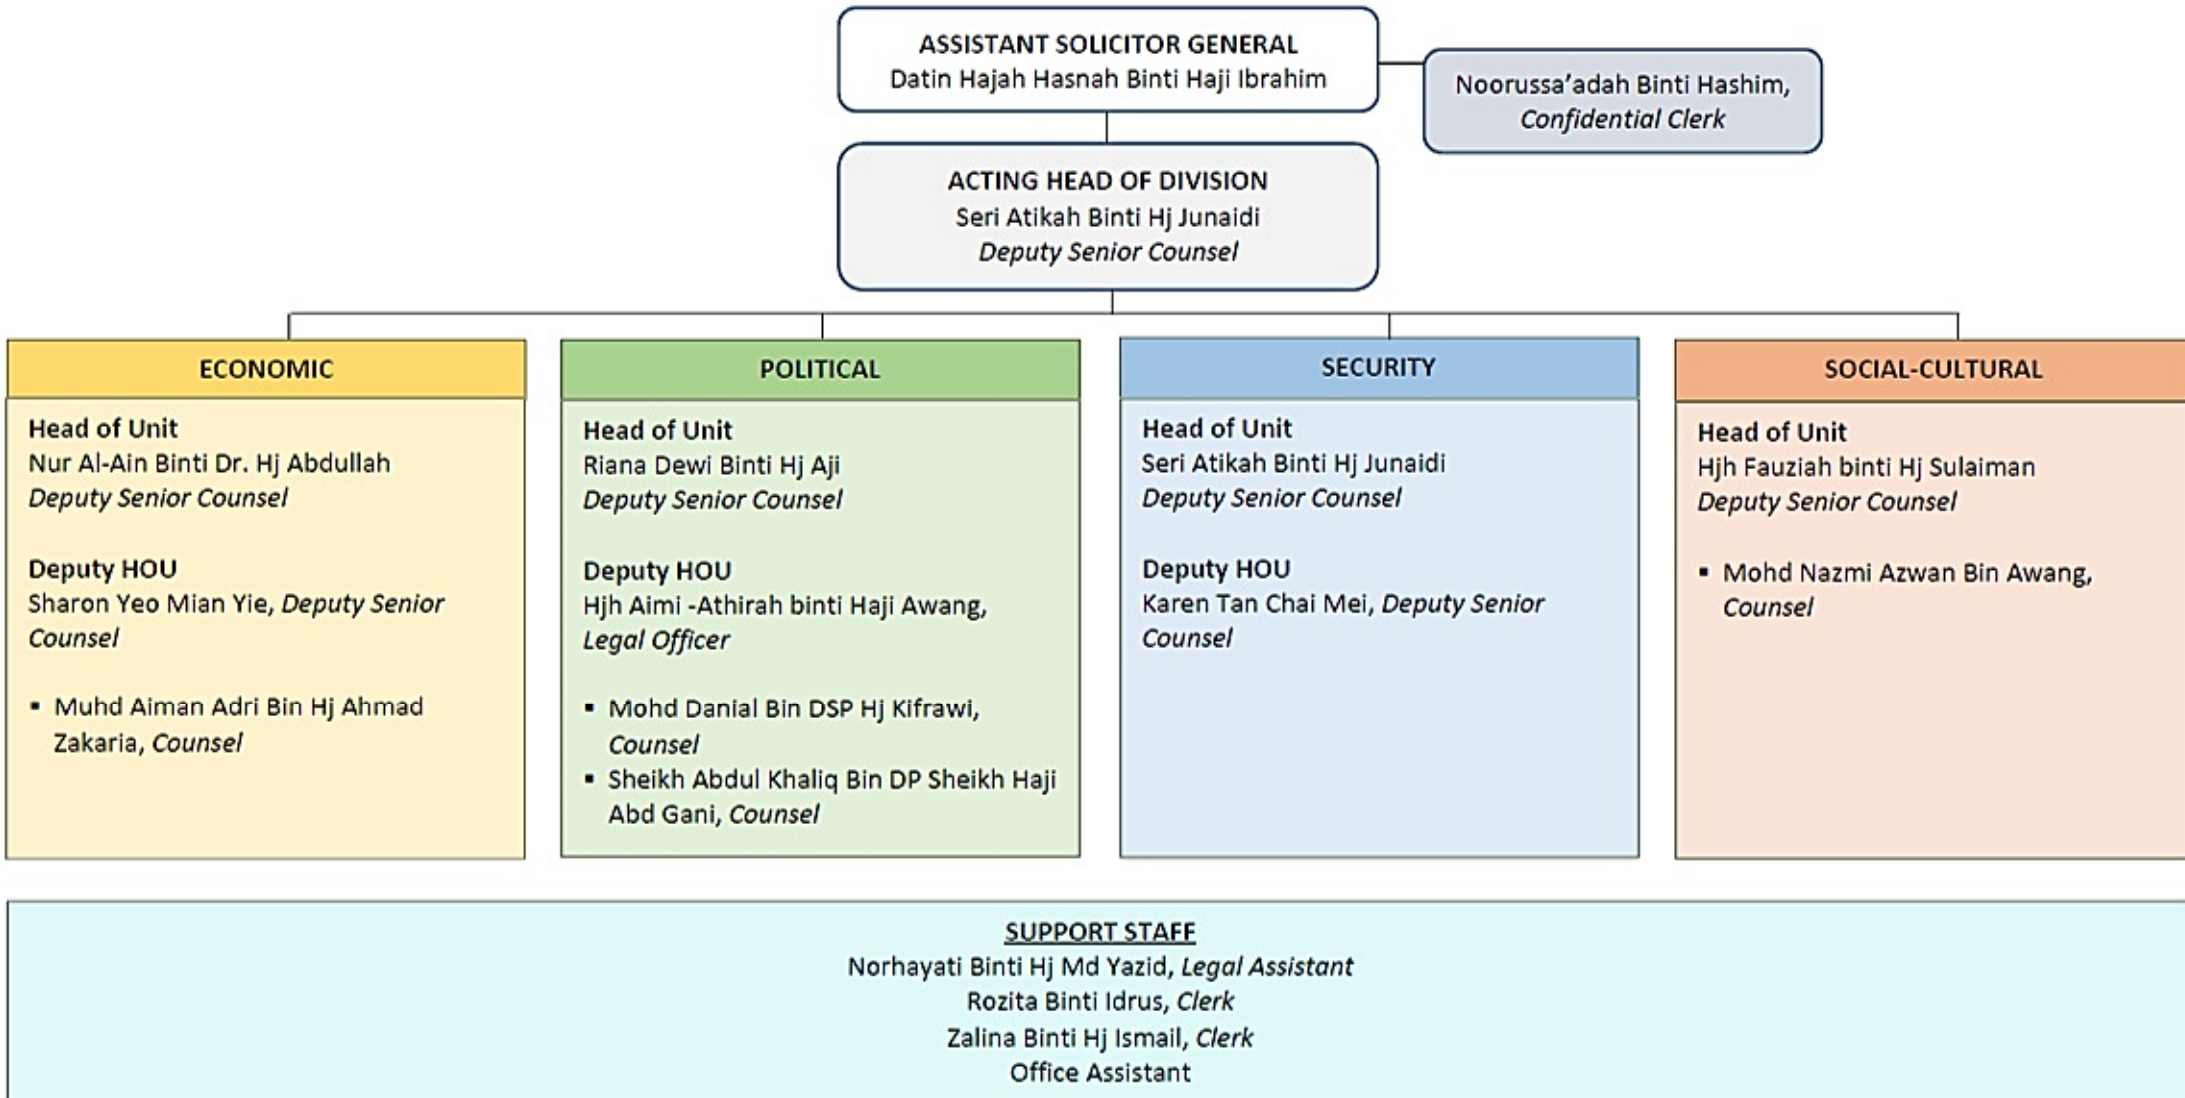 ASSISTANT SOLICITOR GENERAL
Datin Hajah Hasnah Binti Haji Ibrahim
Noorussa’adah Binti Hashim,
Confidential Clerk
ACTING HEAD OF DIVISION
Seri Atikah Binti Hj Junaidi
Deputy Senior Counsel
ECONOMIC
Head of Unit
Nur Al-Ain Binti Dr. Hj Abdullah
Deputy Senior Counsel
Deputy HOU
Sharon Yeo Mian Yie, Deputy Senior
Counsel
▪ Muhd Aiman Adri Bin Hj Ahmad
Zakaria, Counsel
POLITICAL
Head of Unit
Riana Dewi Binti Hj Aji
Deputy Senior Counsel
Deputy HOU
Hjh Aimi -Athirah binti Haji Awang,
Legal Officer
▪ Mohd Danial Bin DSP Hj Kifrawi,
Counsel
▪ Sheikh Abdul Khaliq Bin DP Sheikh Haji
Abd Gani, Counsel
SECURITY
Head of Unit
Seri Atikah Binti Hj Junaidi
Deputy Senior Counsel
Deputy HOU
Karen Tan Chai Mei, Deputy Senior
Counsel
SOCIAL-CULTURAL
Head of Unit
Hjh Fauziah binti Hj Sulaiman
Deputy Senior Counsel
▪ Mohd Nazmi Azwan Bin Awang,
Counsel
SUPPORT STAFF
Norhayati Binti Hj Md Yazid, Legal Assistant
Rozita Binti Idrus, Clerk
Zalina Binti Hj Ismail, Clerk
Office Assistant